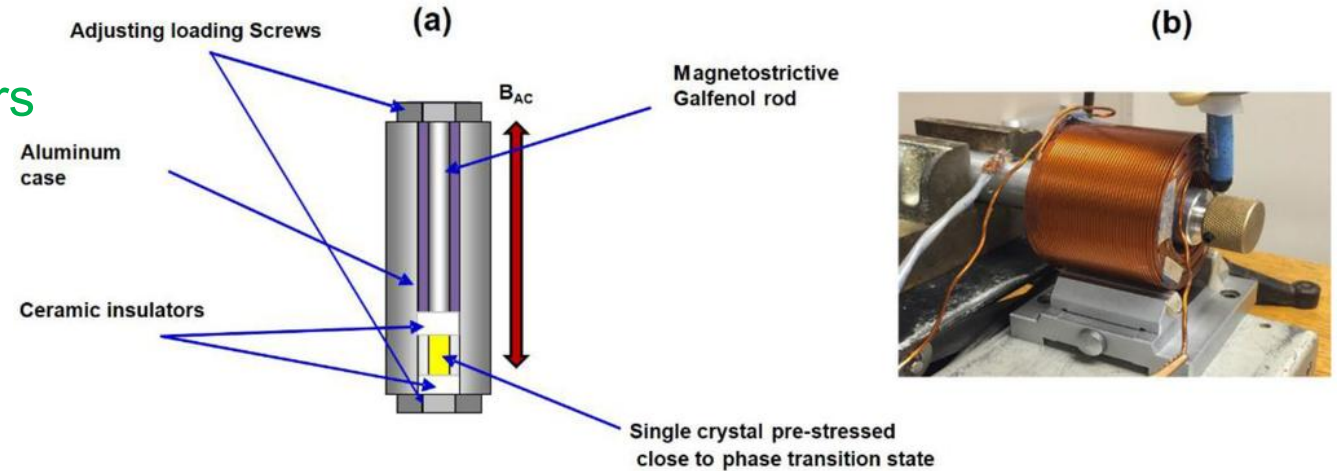 (a)
(b)
Adjusting loading Screws
rs
Magnetostrictive
Galfenol rod
B_AC
Aluminum
case
Ceramic insulators
Single crystal pre-stressed
close to phase transition state